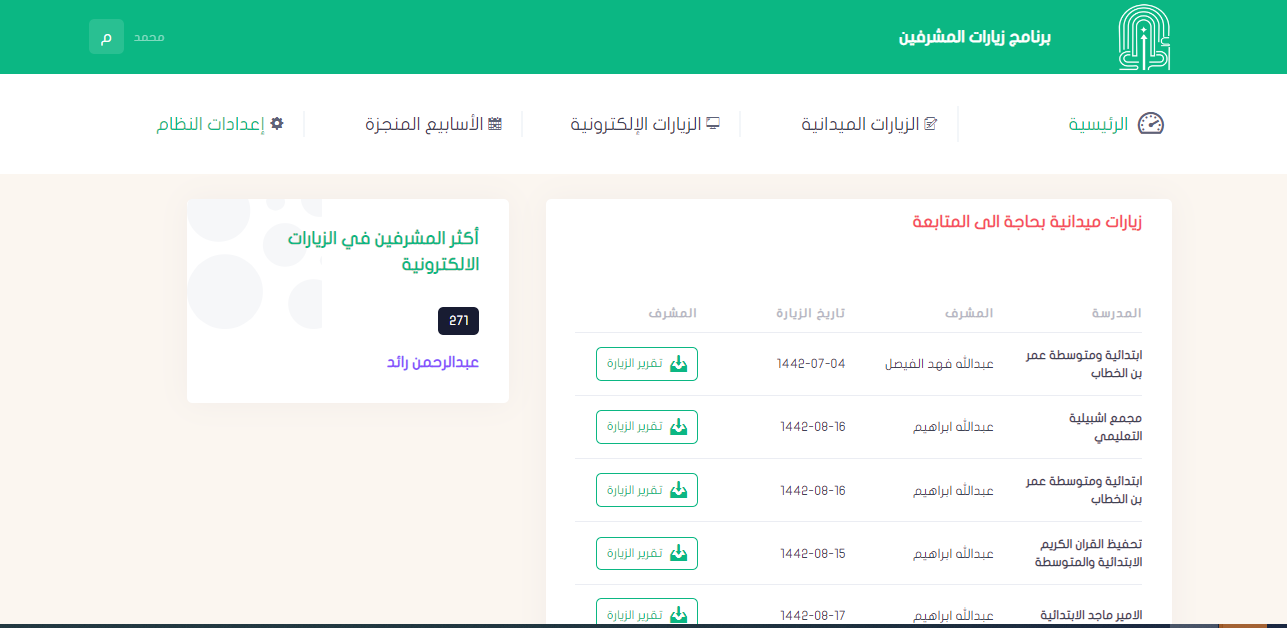 برنامج زيارات المشرفين
محمد
م
الرئيسية
الزيارات الميدانية
الزيارات الإلكترونية
الأسابيع المنجزة
إعدادات النظام
زيارات ميدانية بحاجة الى المتابعة
المدرسة المشرف تاريخ الزيارة المشرف
ابتدائية ومتوسطة عمر
بن الخطاب
عبدالله فهد الفيصل 1442-07-04 تقرير الزيارة
مجمع اشبيلية
التعليمي
عبدالله ابراهيم 1442-08-16 تقرير الزيارة
ابتدائية ومتوسطة عمر
بن الخطاب
عبدالله ابراهيم 1442-08-16 تقرير الزيارة
تحفيظ القران الكريم
الابتدائية والمتوسطة
عبدالله ابراهيم 1442-08-15 تقرير الزيارة
الامير ماجد الابتدائية عبدالله ابراهيم 1442-08-17 تقرير الزيارة
أكثر المشرفين في الزيارات
الالكترونية
271
عبدالرحمن رائد